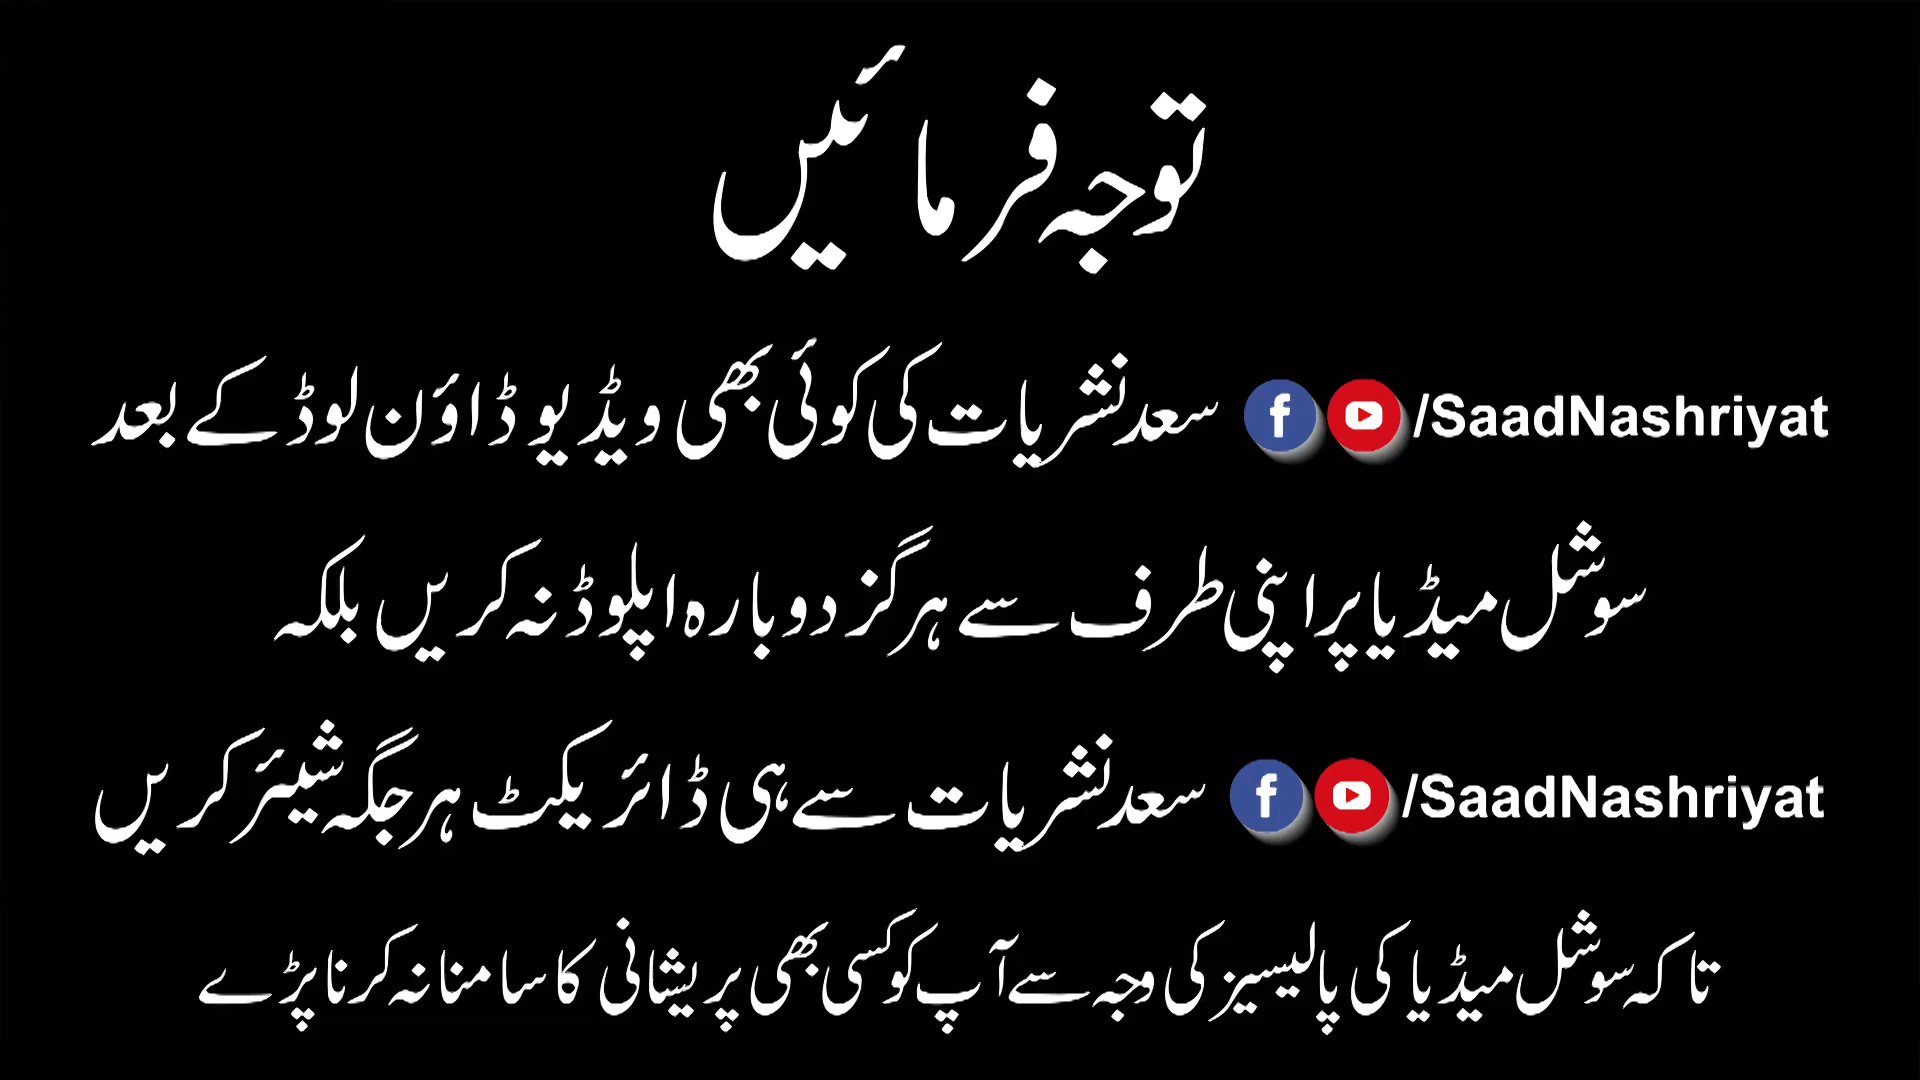 توجہ فرمائیں
/SaadNashriyat سعد نشریات کی کوئی بھی ویڈیو ڈاؤن لوڈ کے بعد
سوشل میڈیا پر اپنی طرف سے ہرگز دوبارہ اپلوڈ نہ کریں بلکہ
/SaadNashriyat سعد نشریات سے ہی ڈائریکٹ ہر جگہ شیئر کریں
تاکہ سوشل میڈیا کی پالیسیز کی وجہ سے آپ کو کسی بھی پریشانی کا سامنا نہ کرنا پڑے